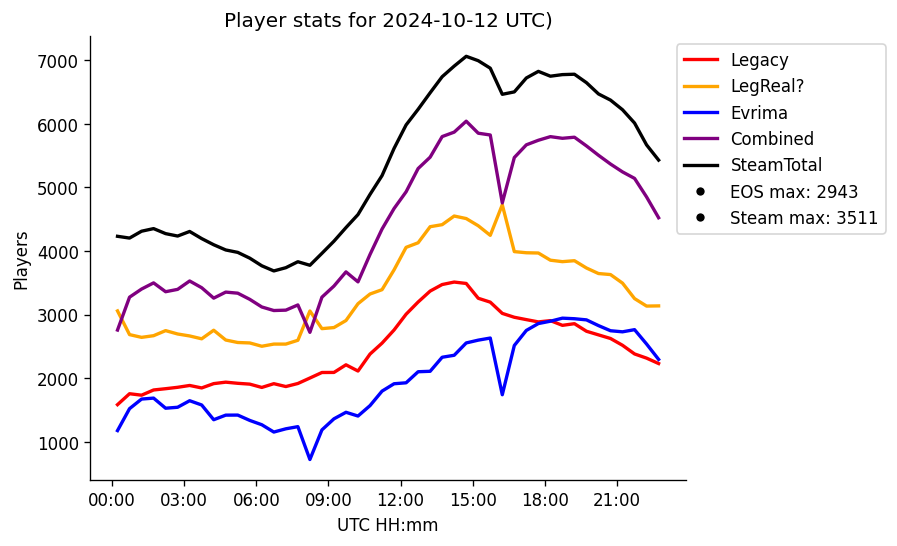 Player stats for 2024-10-12 UTC)
Legacy
LegReal?
Evrima
Combined
SteamTotal
EOS max: 2943
Steam max: 3511
Players
7000
6000
5000
4000
3000
2000
1000
00:00 03:00 06:00 09:00 12:00 15:00 18:00 21:00
UTC HH:mm